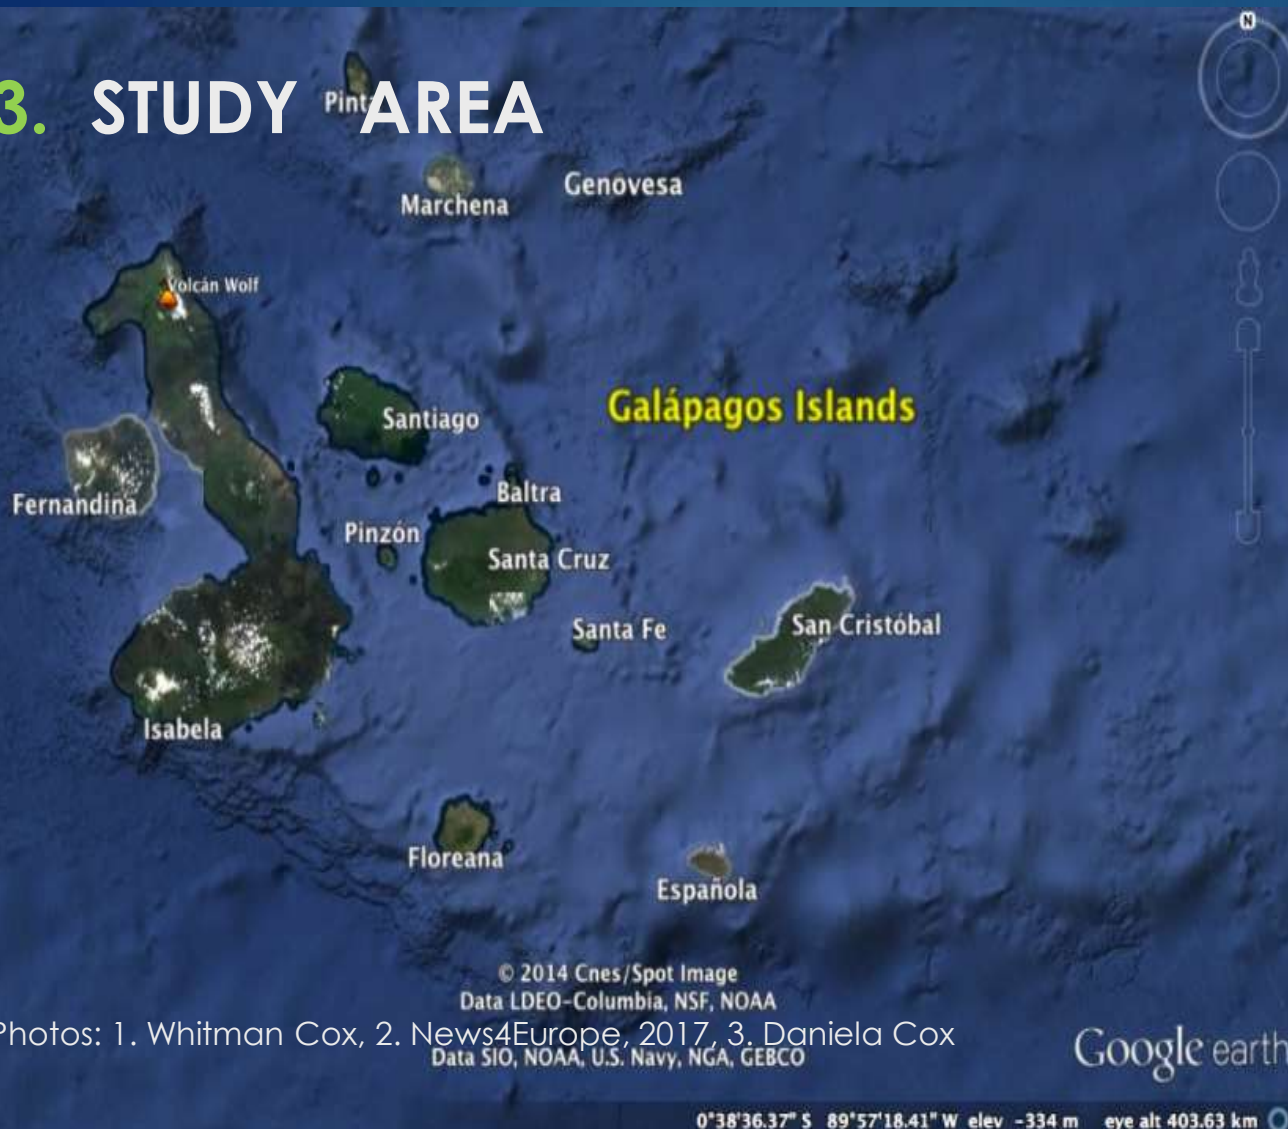 3. STUDY AREA
Pinta
Marchena
Genovesa
Volcán Wolf
Santiago
Galápagos Islands
Fernandina
Baltra
Pinzón
Santa Cruz
Santa Fe
San Cristóbal
Isabela
Floreana
Española
© 2014 Cnes/Spot Image
Data LDEO-Columbia, NSF, NOAA
Photos: 1. Whitman Cox, 2. News4Europe, 2017, 3. Daniela Cox
Data SIO, NOAA, U.S. Navy, NGA, GEBCO
Google earth
0°38'36.37" S 89°57'18.41" W elev -334 m eye alt 403.63 km
N